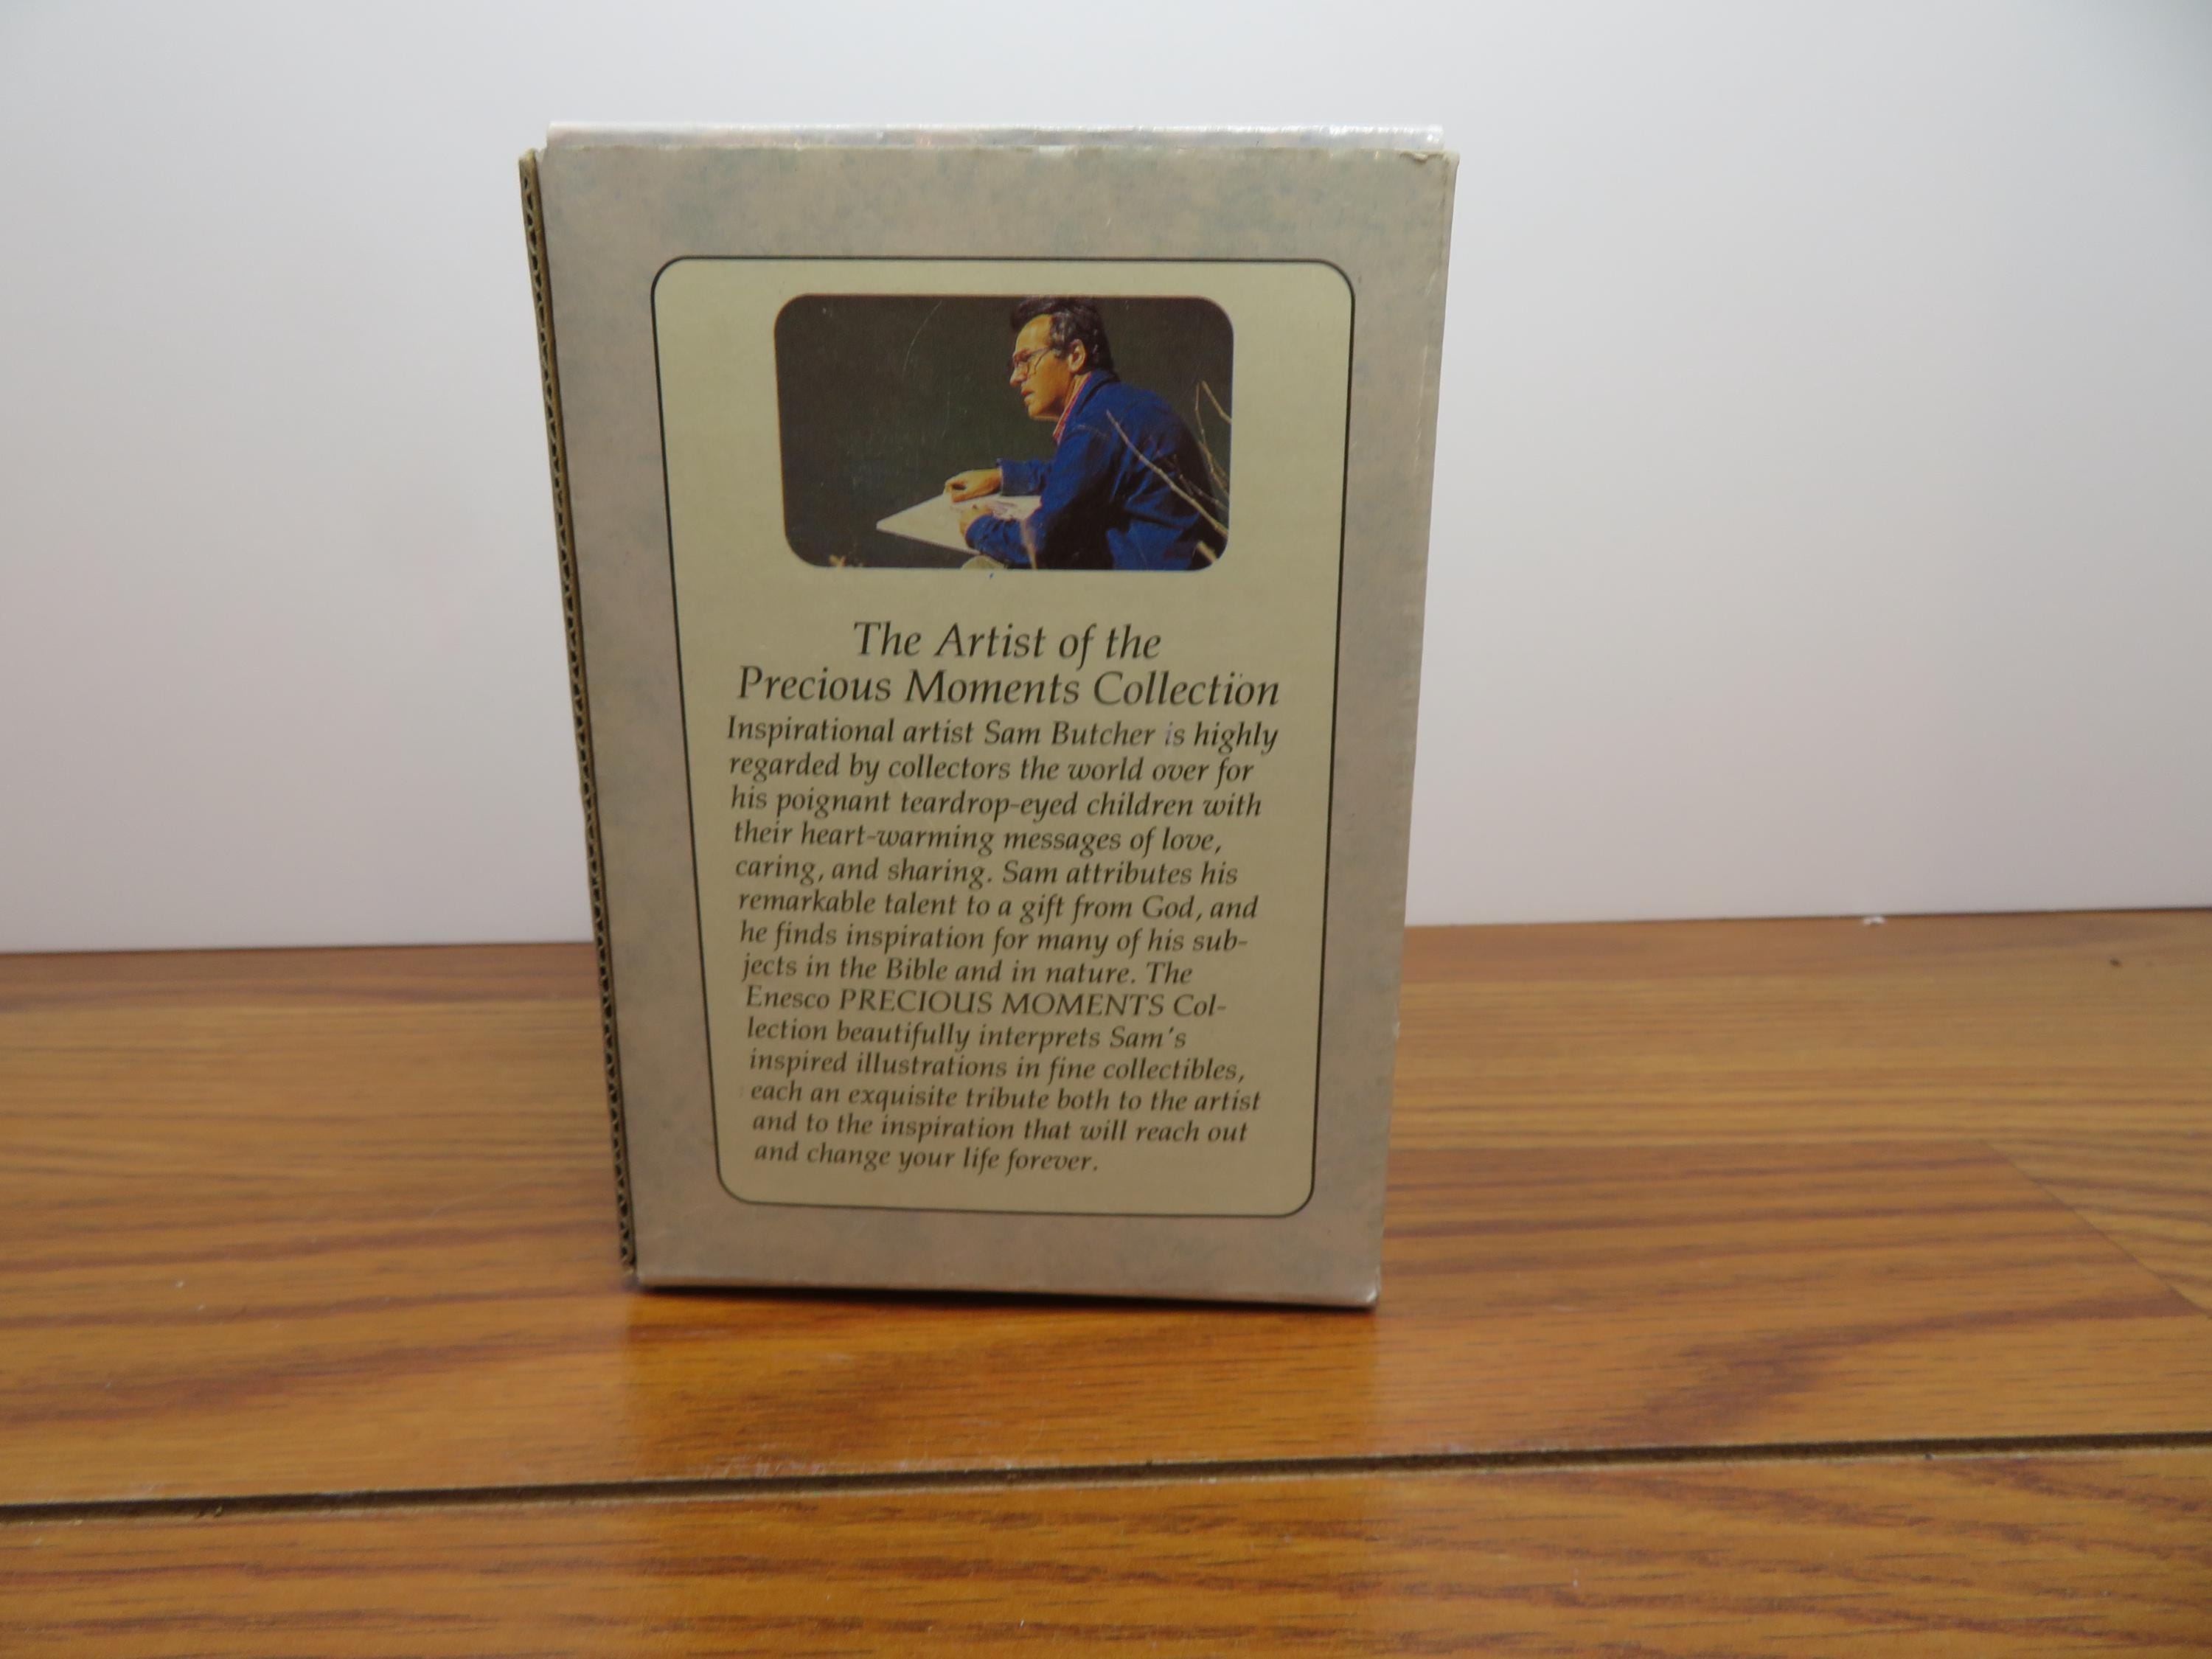 The Artist of the
Precious Moments Collection
Inspirational artist Sam Butcher is highly
regarded by collectors the world over for
his poignant teardrop-eyed children with
their heart-warming messages of love,
caring, and sharing. Sam attributes his
remarkable talent to a gift from God, and
he finds inspiration for many of his sub-
jects in the Bible and in nature. The
Enesco PRECIOUS MOMENTS Col-
lection beautifully interprets Sam's
inspired illustrations in fine collectibles,
each an exquisite tribute both to the artist
and to the inspiration that will reach out
and change your life forever.